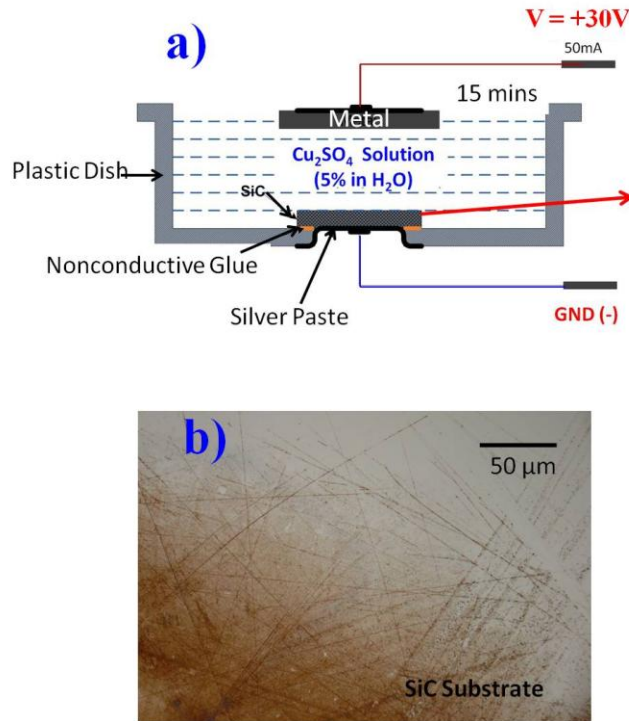 a)
V = +30V
50mA
15 mins
Metal
Plastic Dish
Cu₂SO₄ Solution
(5% in H₂O)
SiC
Nonconductive Glue
Silver Paste
GND (-)
b)
50 µm
SiC Substrate